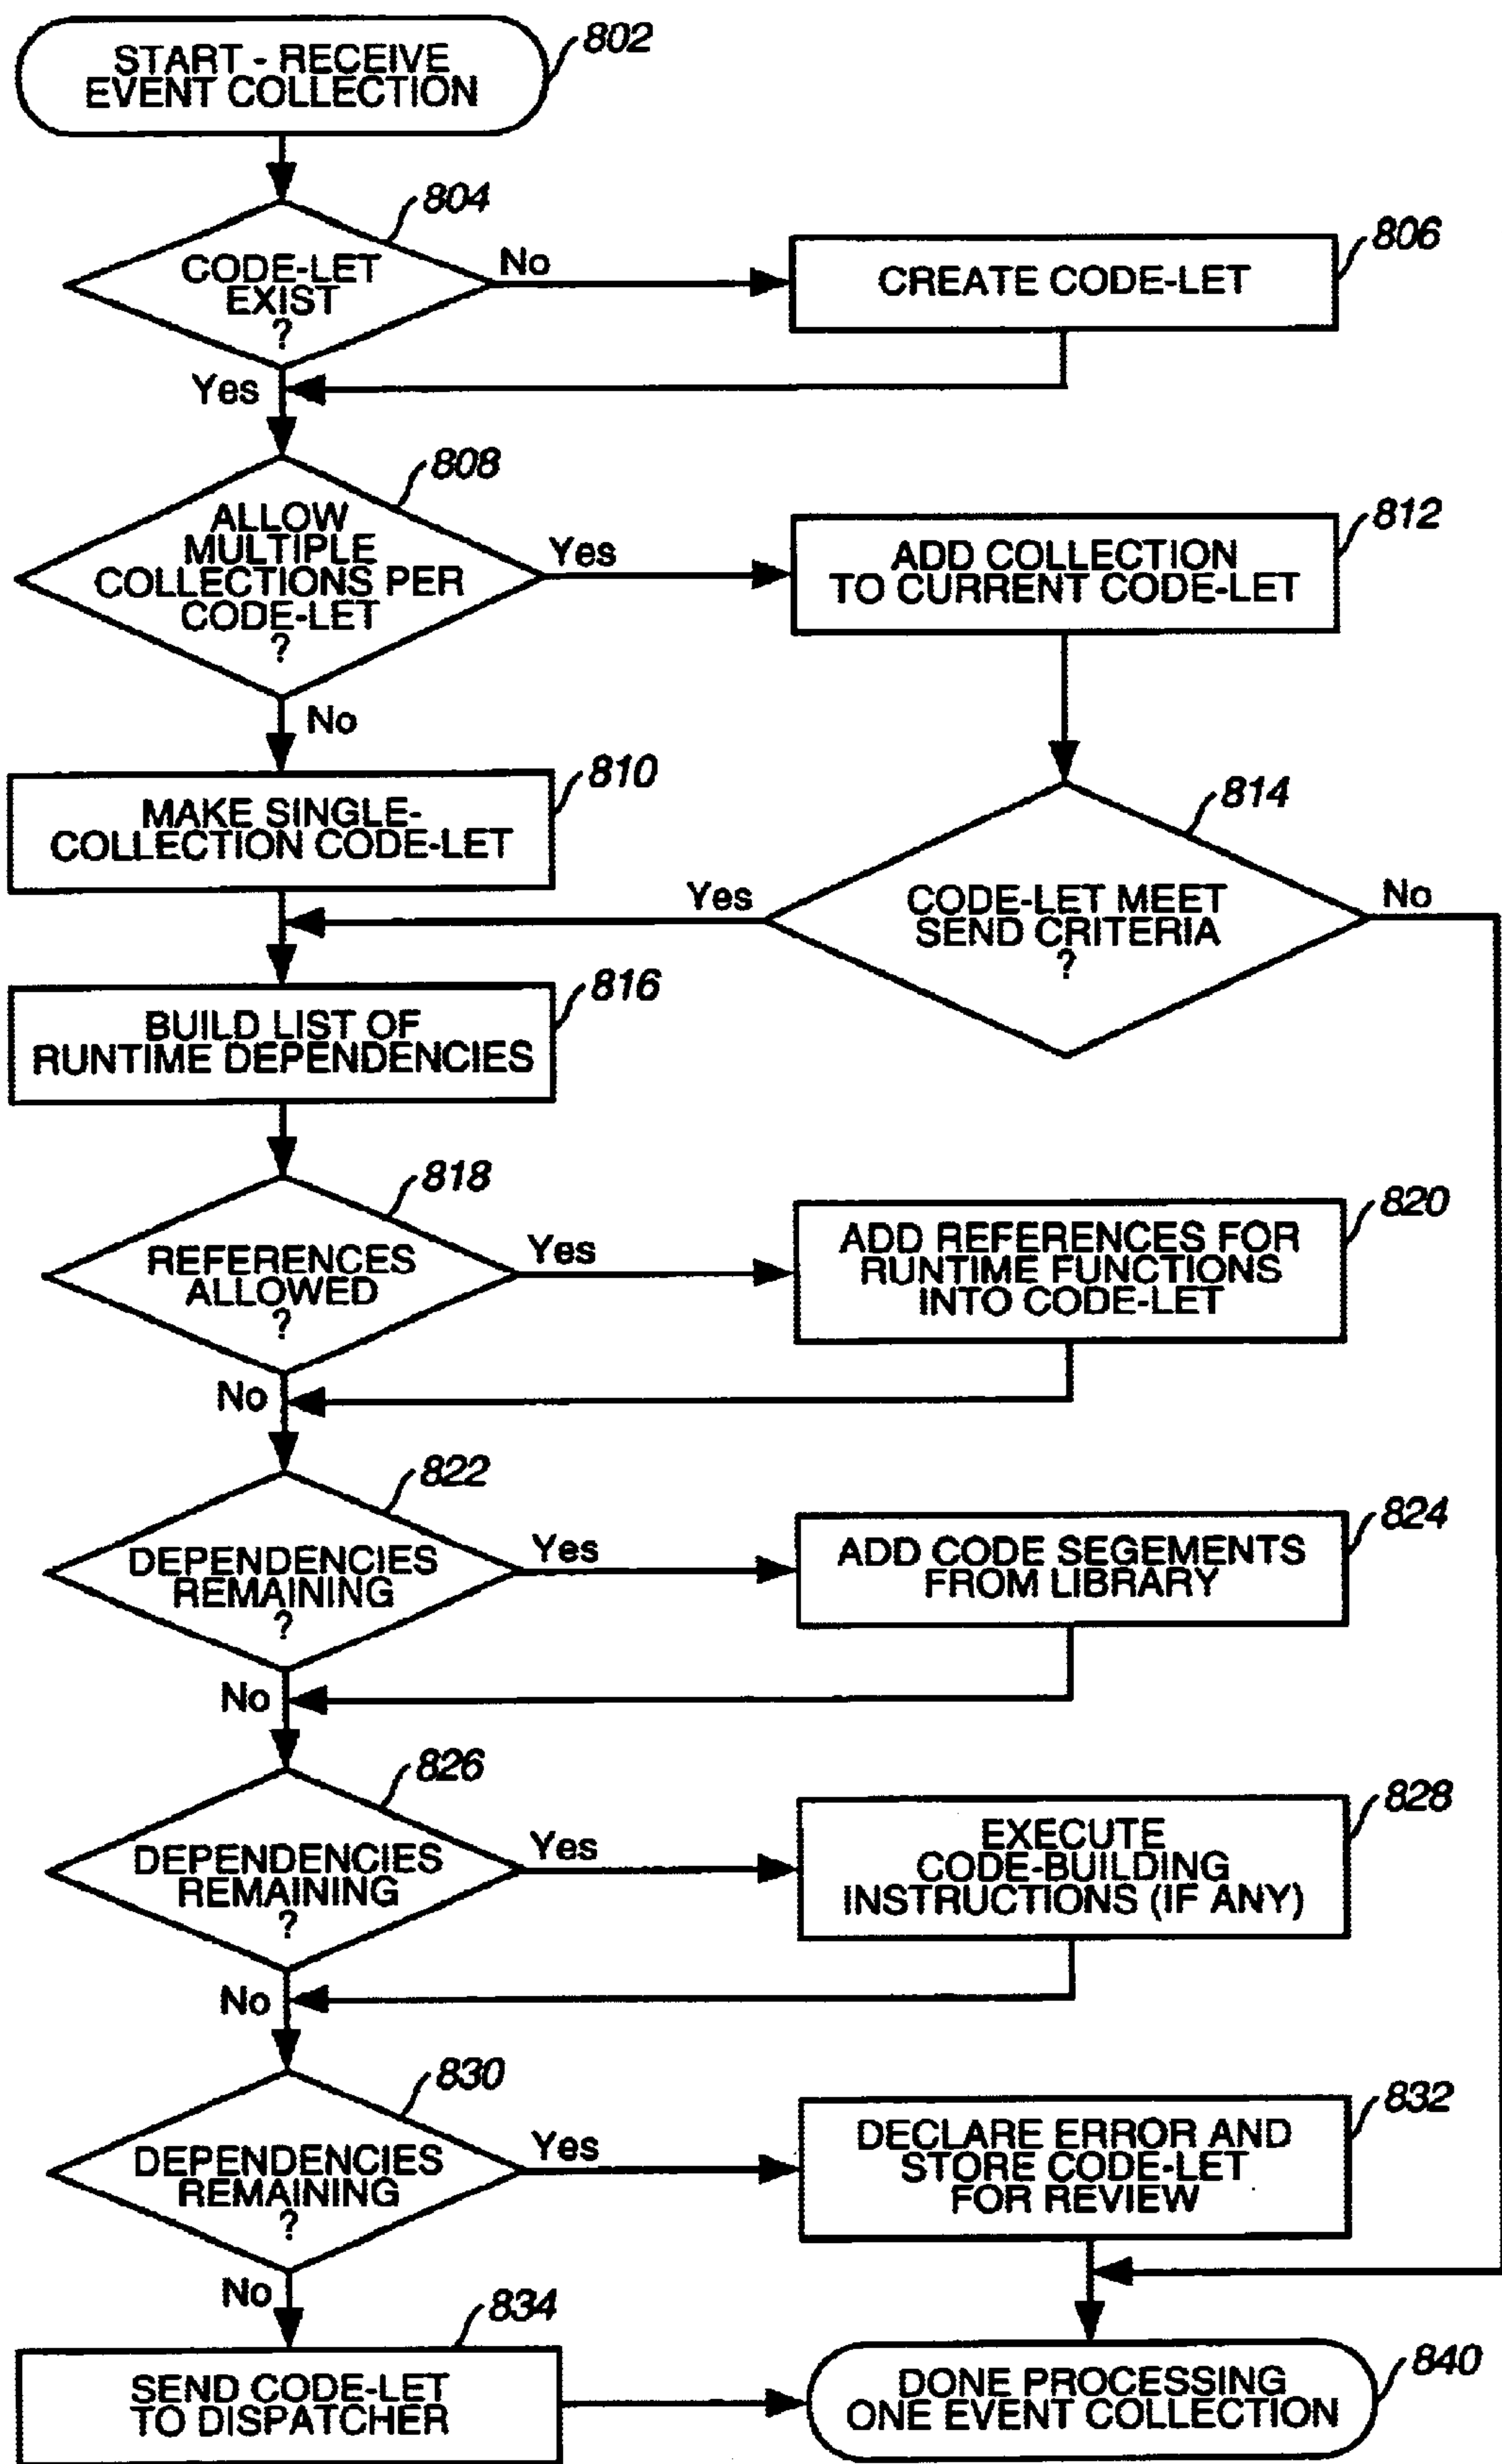 START - RECEIVE
EVENT COLLECTION
802
804
CODE-LET
EXIST
?
No
CREATE CODE-LET
806
Yes
808
ALLOW
MULTIPLE
COLLECTIONS PER
CODE-LET
?
Yes
ADD COLLECTION
TO CURRENT CODE-LET
812
No
MAKE SINGLE-
COLLECTION CODE-LET
810
814
CODE-LET MEET
SEND CRITERIA
?
Yes
No
BUILD LIST OF
RUNTIME DEPENDENCIES
816
818
REFERENCES
ALLOWED
?
Yes
ADD REFERENCES FOR
RUNTIME FUNCTIONS
INTO CODE-LET
820
No
822
DEPENDENCIES
REMAINING
?
Yes
ADD CODE SEGEMENTS
FROM LIBRARY
824
No
826
DEPENDENCIES
REMAINING
?
Yes
EXECUTE
CODE-BUILDING
INSTRUCTIONS (IF ANY)
828
No
830
DEPENDENCIES
REMAINING
?
Yes
DECLARE ERROR AND
STORE CODE-LET
FOR REVIEW
832
No
834
SEND CODE-LET
TO DISPATCHER
DONE PROCESSING
ONE EVENT COLLECTION
840